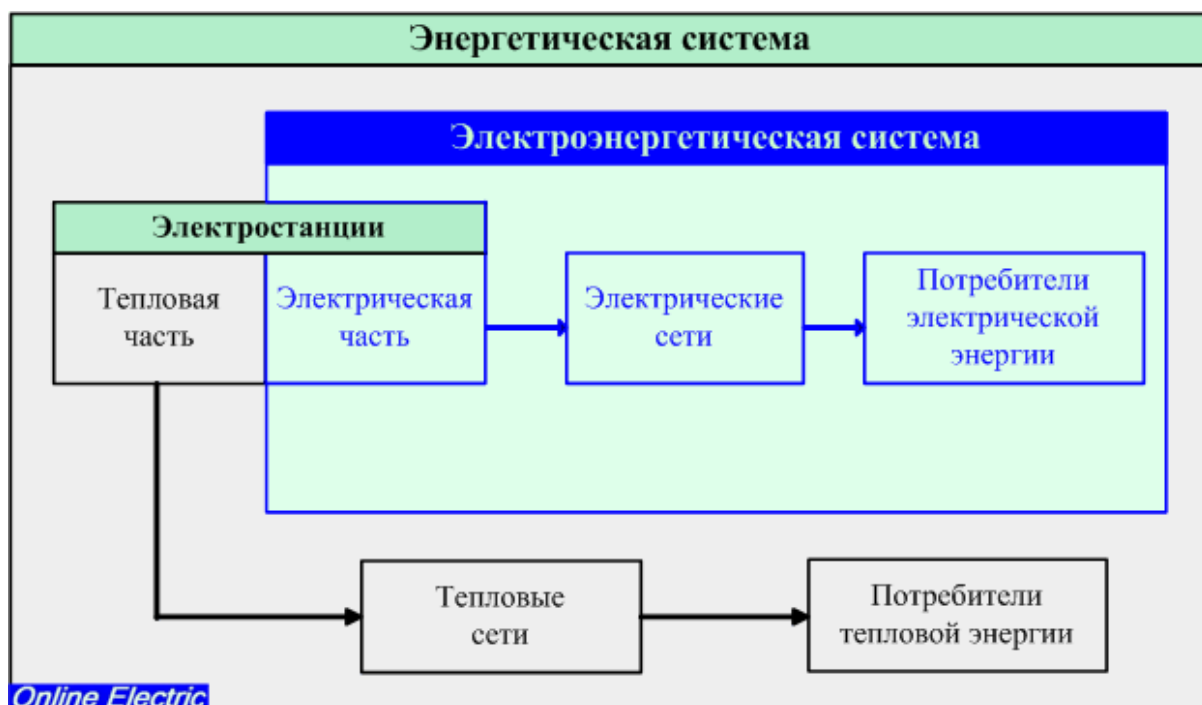 Энергетическая система
Электроэнергетическая система
Электростанции
Тепловая
часть
Электрическая
часть
Электрические
сети
Потребители
электрической
энергии
Тепловые
сети
Потребители
тепловой энергии
Online Electric